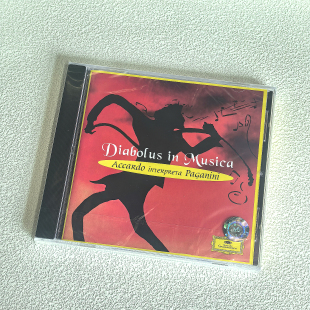 Diabolus in Musica
Accardo interpreta Paganini